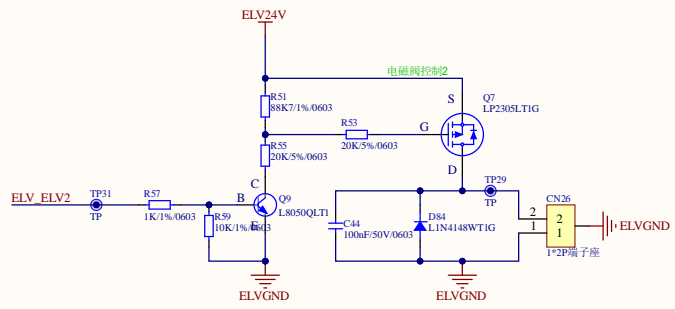 ELV24V
电磁阀控制2
R51
88K7/1%/0603
S
Q7
LP2305LT1G
R53
G
20K/5%/0603
R55
20K/5%/0603
D
C
TP31
R57
Q9
TP29
ELV_ELV2
B
TP
1K/1%/0603
L8050QLT1
TP
CN26
R59
10K/1%/0603
E
C44
100nF/50V/0603
D84
L1N4148WT1G
2
2
1
1
ELVGND
1*2P端子座
ELVGND
ELVGND